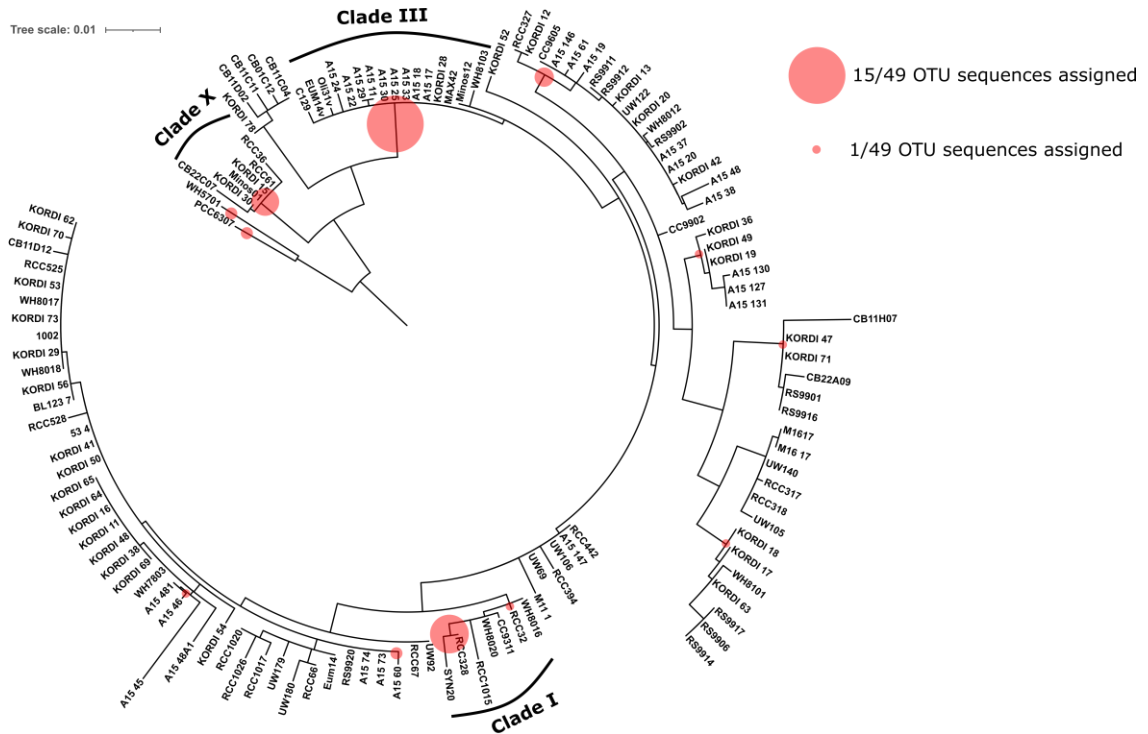 Tree scale: 0.01
Clade III
15/49 OTU sequences assigned
1/49 OTU sequences assigned
Clade X
Clade I
CB11D02
CB11C11
CB01C12
CB11C04
KORDI 78
RCC36
RCC61
KORDI 15
Minos01
KORDI 30
CB22C07
WH5701
PCC6307
C129
EUM14v
Oli31v
A15 24
A15 22
A15 29
A15 11
A15 30
A15 25
A15 33
A15 18
A15 17
KORDI 28
MAX42
Minos12
WH8103
KORDI 52
RCC327
KORDI 12
CC9605
A15 146
A15 61
A15 19
RS9911
RS9912
KORDI 13
UW122
KORDI 20
WH8012
RS9902
A15 37
A15 20
KORDI 42
A15 48
A15 38
CC9902
KORDI 36
KORDI 49
KORDI 19
A15 130
A15 127
A15 131
CB11H07
KORDI 47
KORDI 71
CB22A09
RS9901
RS9916
M1617
M16 17
UW140
RCC317
RCC318
UW105
KORDI 18
KORDI 17
WH8101
KORDI 63
RS9917
RS9906
RS9914
RCC442
A15 147
UW106
RCC394
UW69
M11 1
WH8016
RCC32
CC9311
WH8020
RCC1015
RCC328
SYN20
UW92
RCC67
A15 60
A15 73
A15 74
RS9920
Eum14
RCC66
UW180
UW179
RCC1017
RCC1026
RCC1020
KORDI 54
A15 48A1
A15 45
A15 46
A15 481
WH7803
KORDI 69
KORDI 38
KORDI 48
KORDI 11
KORDI 16
KORDI 64
KORDI 65
KORDI 50
KORDI 41
53 4
RCC528
BL123 7
KORDI 56
WH8018
KORDI 29
1002
KORDI 73
WH8017
KORDI 53
RCC525
CB11D12
KORDI 70
KORDI 62